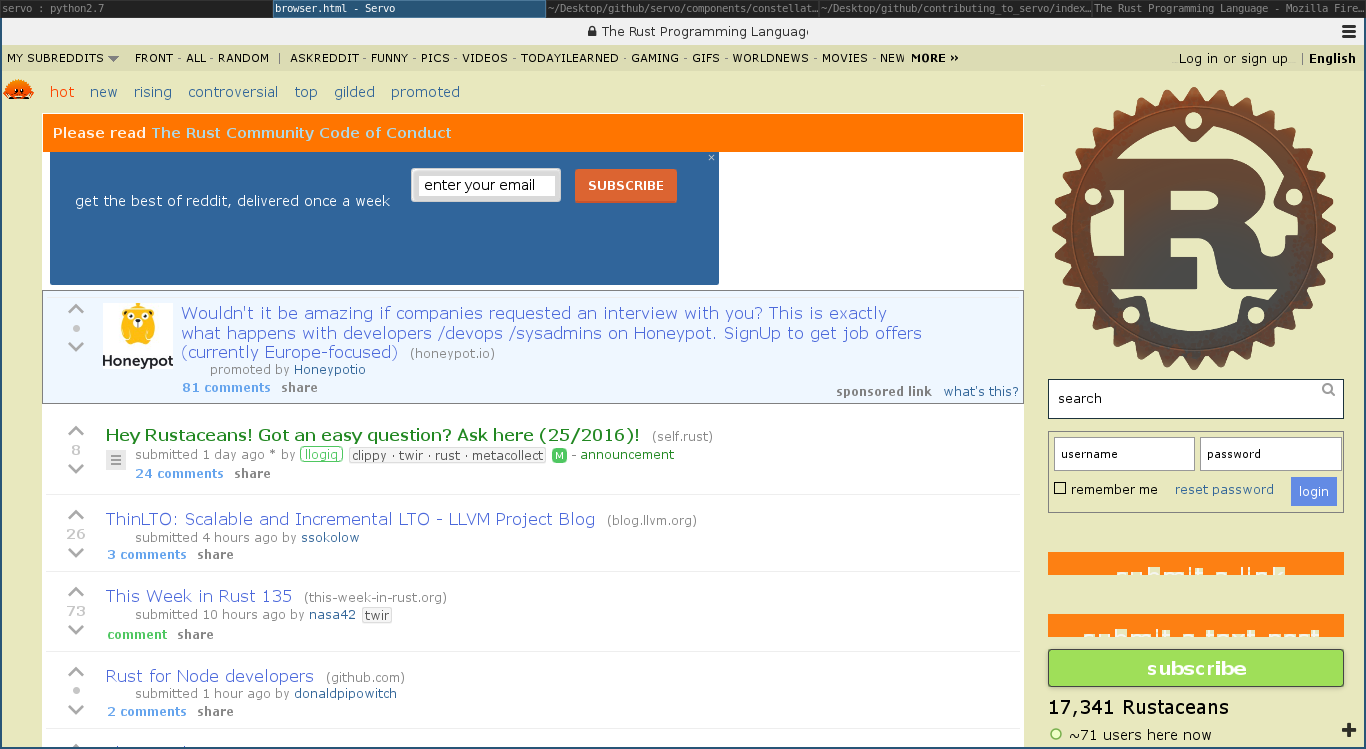 servo : python2.7
browser.html - Servo
~/Desktop/github/servo/components/constellat…
~/Desktop/github/contributing_to_servo/index…
The Rust Programming Language - Mozilla Fire…
The Rust Programming Languag
MY SUBREDDITS FRONT - ALL - RANDOM | ASKREDDIT - FUNNY - PICS - VIDEOS - TODAYILEARNED - GAMING - GIFS - WORLDNEWS - MOVIES - NEW MORE »
Log in or sign up | English
hot new rising controversial top gilded promoted
Please read The Rust Community Code of Conduct
×
get the best of reddit, delivered once a week
enter your email
SUBSCRIBE
Wouldn't it be amazing if companies requested an interview with you? This is exactly
what happens with developers /devops /sysadmins on Honeypot. SignUp to get job offers
(currently Europe-focused) (honeypot.io)
Honeypot
promoted by Honeypotio
81 comments share
sponsored link what's this?
Hey Rustaceans! Got an easy question? Ask here (25/2016)! (self.rust)
8
submitted 1 day ago * by llogiq clippy · twir · rust · metacollect M - announcement
24 comments share
ThinLTO: Scalable and Incremental LTO - LLVM Project Blog (blog.llvm.org)
26
submitted 4 hours ago by ssokolow
3 comments share
This Week in Rust 135 (this-week-in-rust.org)
73
submitted 10 hours ago by nasa42 twir
comment share
Rust for Node developers (github.com)
submitted 1 hour ago by donaldpipowitch
2 comments share
R
search
username
password
remember me reset password login
subscribe
17,341 Rustaceans
~71 users here now